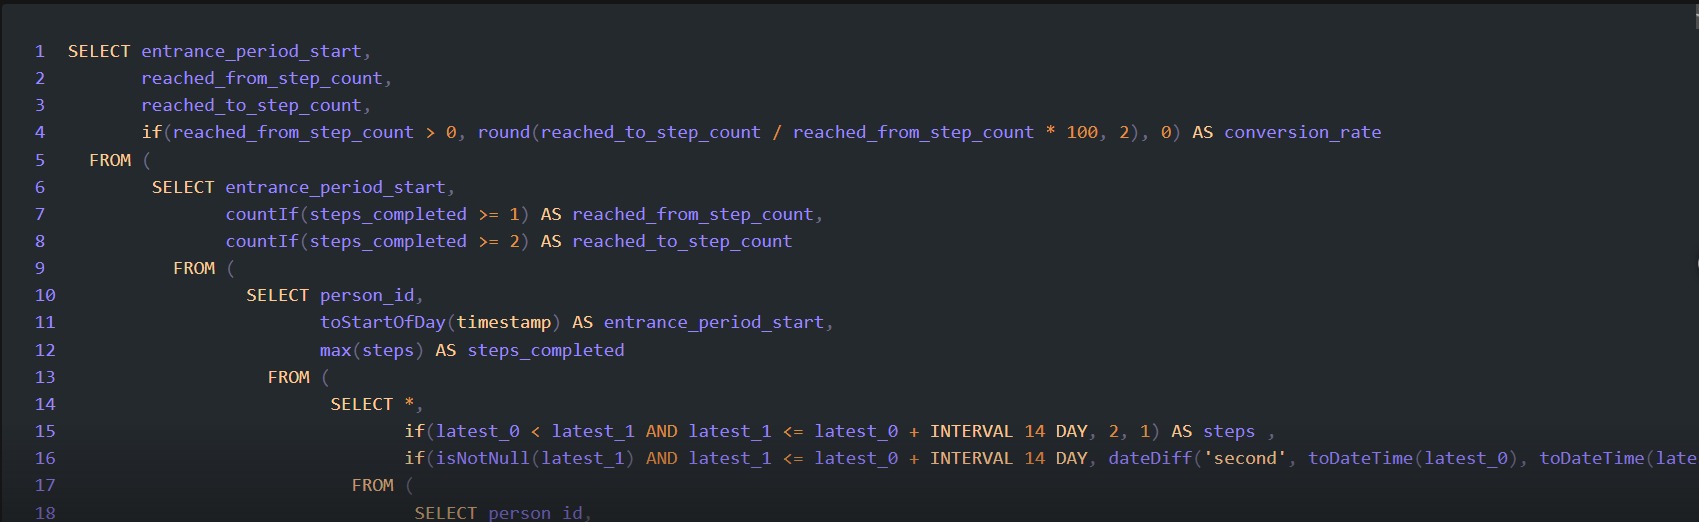 1 SELECT entrance_period_start,
2 reached_from_step_count,
3 reached_to_step_count,
4 if(reached_from_step_count > 0, round(reached_to_step_count / reached_from_step_count * 100, 2), 0) AS conversion_rate
5 FROM (
6 SELECT entrance_period_start,
7 countIf(steps_completed >= 1) AS reached_from_step_count,
8 countIf(steps_completed >= 2) AS reached_to_step_count
9 FROM (
10 SELECT person_id,
11 toStartOfDay(timestamp) AS entrance_period_start,
12 max(steps) AS steps_completed
13 FROM (
14 SELECT *,
15 if(latest_0 < latest_1 AND latest_1 <= latest_0 + INTERVAL 14 DAY, 2, 1) AS steps ,
16 if(isNotNull(latest_1) AND latest_1 <= latest_0 + INTERVAL 14 DAY, dateDiff('second', toDateTime(latest_0), toDateTime(late
17 FROM (
18 SELECT person_id,